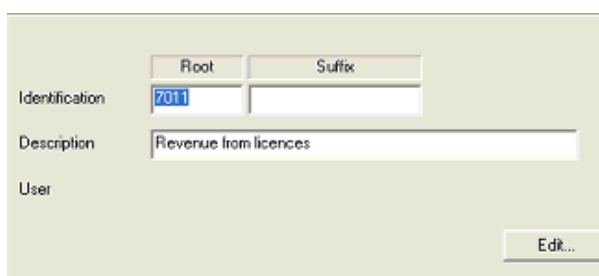 Root Suffix
Identification 7011
Description Revenue from licences
User
Edit...